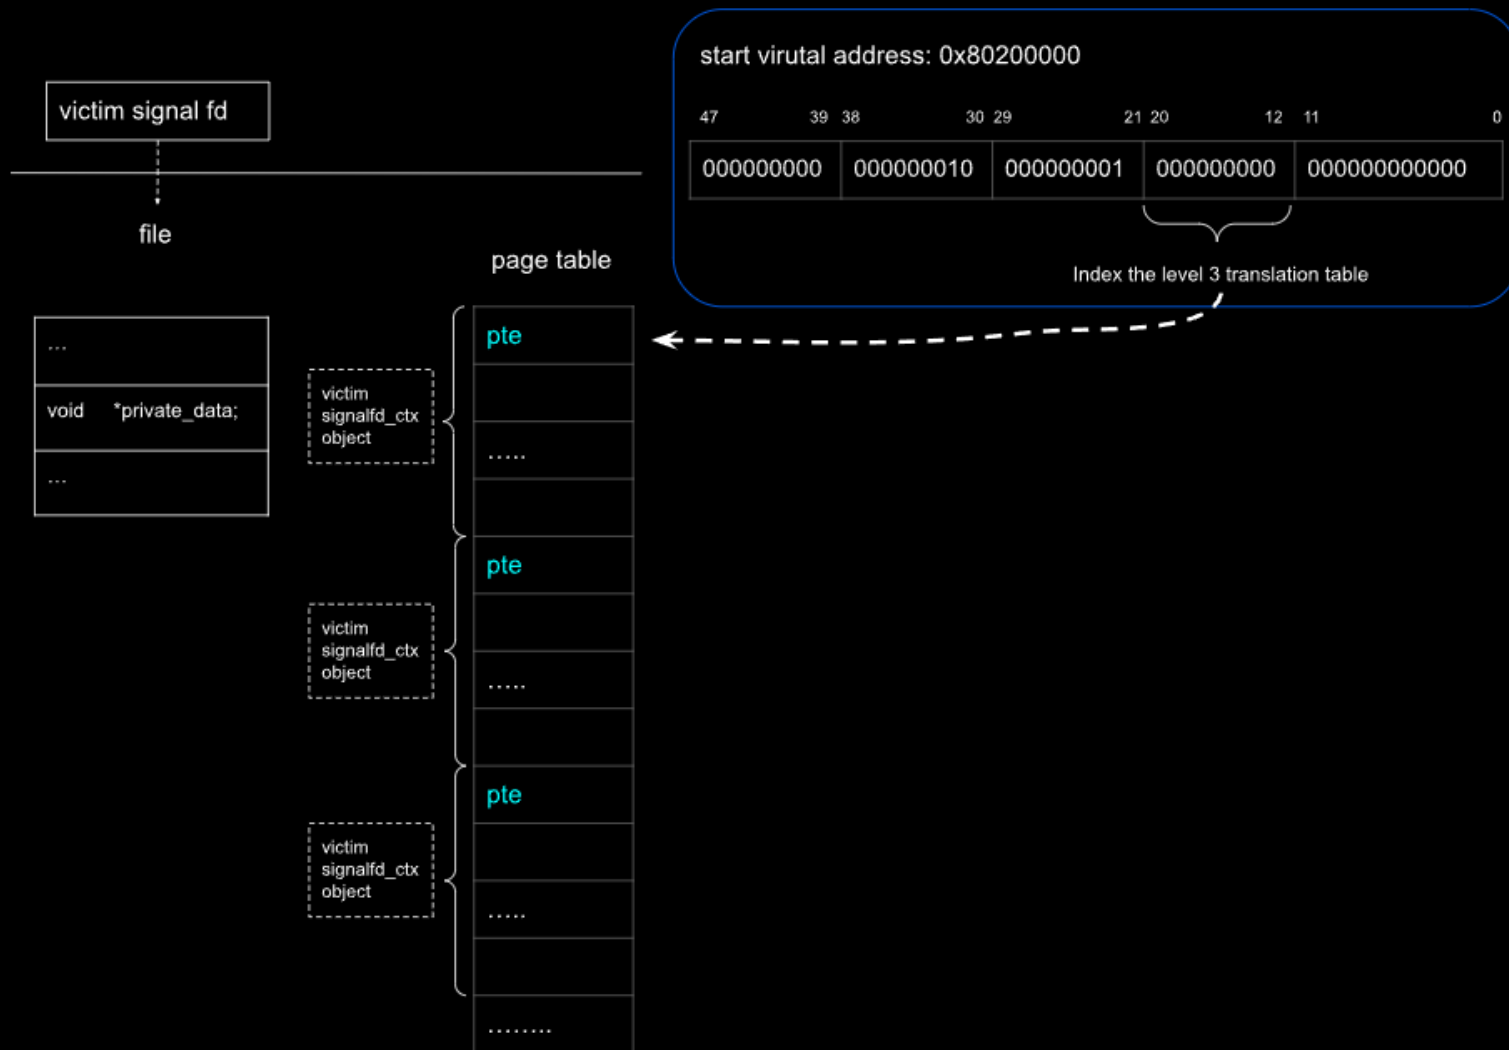 start virutal address: 0x80200000
47 39 38 30 29 21 20 12 11 0
000000000 000000010 000000001 000000000 000000000000
Index the level 3 translation table
victim signal fd
file
...
void *private_data;
...
page table
pte
.....
pte
.....
pte
.....
........
victim
signalfd_ctx
object
victim
signalfd_ctx
object
victim
signalfd_ctx
object